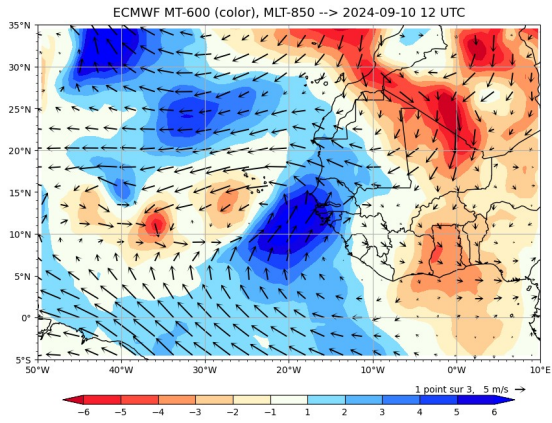 ECMWF MT-600 (color), MLT-850 --> 2024-09-10 12 UTC
35°N
30°N
25°N
20°N
15°N
10°N
5°N
0°
5°S
50°W 40°W 30°W 20°W 10°W 0°W 10°E
1 point sur 3, 5 m/s
−6 −5 −4 −3 −2 −1 1 2 3 4 5 6